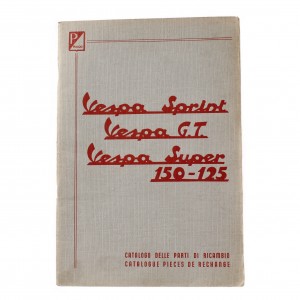 P
Vespa Sprint
Vespa G.T.
Vespa Super
150-125
CATALOGO DELLE PARTI DI RICAMBIO
CATALOGUE PIECES DE RECHANGE